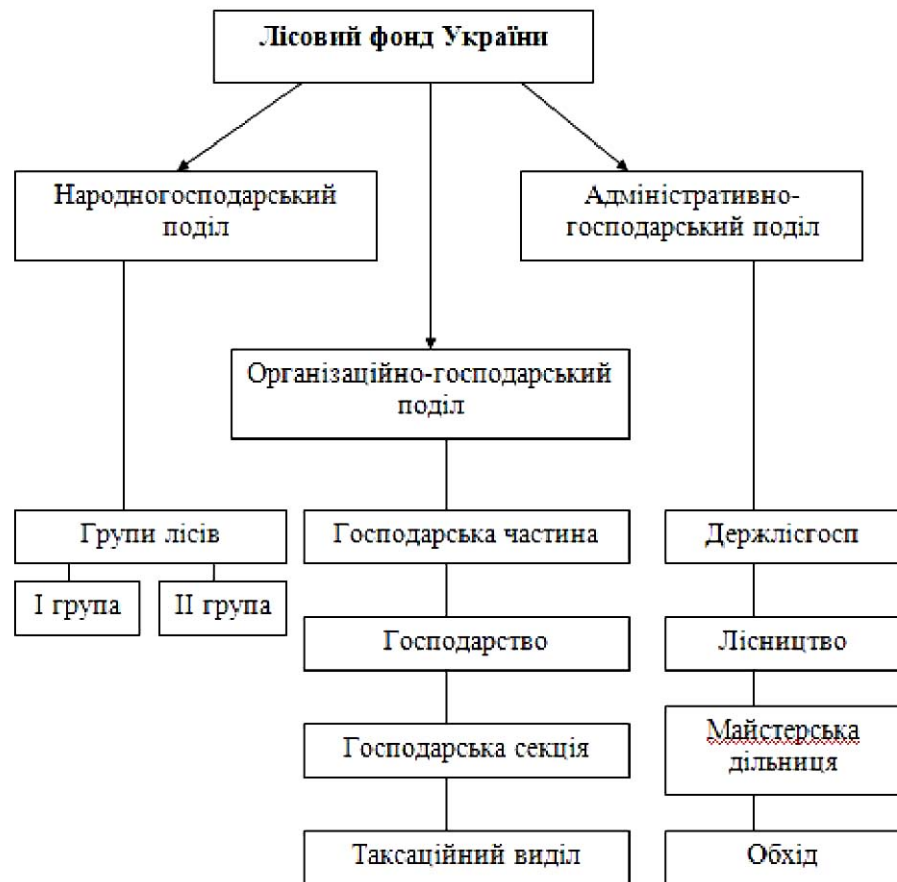 Лісовий фонд України
Народногосподарський
поділ
Адміністративно-
господарський поділ
Організаційно-господарський
поділ
Групи лісів
Господарська частина
Держлісгосп
І група
ІІ група
Господарство
Лісництво
Господарська секція
Майстерська
дільниця
Таксаційний виділ
Обхід